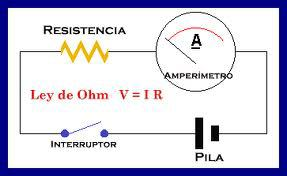 RESISTENCIA
A
AMPERÍMETRO
Ley de Ohm V = I R
INTERRUPTOR
PILA